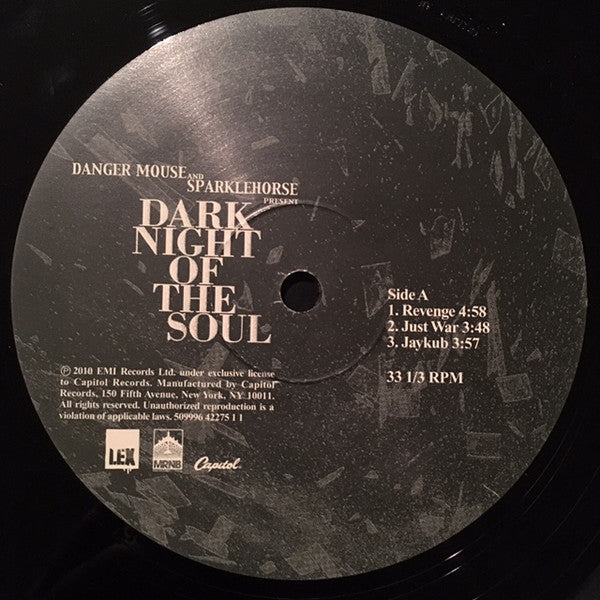 DANGER MOUSE AND
SPARKLEHORSE
PRESENT
DARK
NIGHT
OF
THE
SOUL
Side A
1. Revenge 4:58
2. Just War 3:48
3. Jaykub 3:57
33 1/3 RPM
℗ 2010 EMI Records Ltd. under exclusive license
to Capitol Records. Manufactured by Capitol
Records, 150 Fifth Avenue, New York, NY 10011.
All rights reserved. Unauthorized reproduction is a
violation of applicable laws. 509996 42275 1 1
LEX
MRNB
Capitol